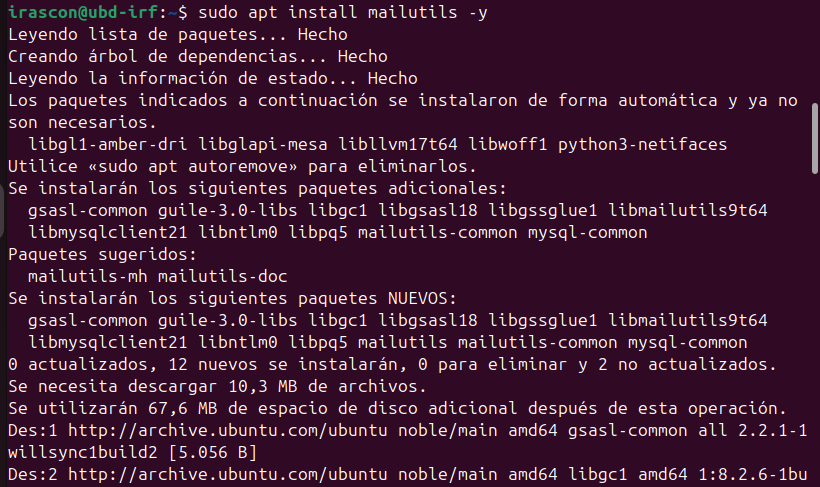 irascon@ubd-irf:~$ sudo apt install mailutils -y
Leyendo lista de paquetes... Hecho
Creando árbol de dependencias... Hecho
Leyendo la información de estado... Hecho
Los paquetes indicados a continuación se instalaron de forma automática y ya no
son necesarios.
  libgl1-amber-dri libglapi-mesa libllvm17t64 libwoff1 python3-netifaces
Utilice «sudo apt autoremove» para eliminarlos.
Se instalarán los siguientes paquetes adicionales:
  gsasl-common guile-3.0-libs libgc1 libgsasl18 libgssglue1 libmailutils9t64
  libmysqlclient21 libntlm0 libpq5 mailutils-common mysql-common
Paquetes sugeridos:
  mailutils-mh mailutils-doc
Se instalarán los siguientes paquetes NUEVOS:
  gsasl-common guile-3.0-libs libgc1 libgsasl18 libgssglue1 libmailutils9t64
  libmysqlclient21 libntlm0 libpq5 mailutils mailutils-common mysql-common
0 actualizados, 12 nuevos se instalarán, 0 para eliminar y 2 no actualizados.
Se necesita descargar 10,3 MB de archivos.
Se utilizarán 67,6 MB de espacio de disco adicional después de esta operación.
Des:1 http://archive.ubuntu.com/ubuntu noble/main amd64 gsasl-common all 2.2.1-1
willsync1build2 [5.056 B]
Des:2 http://archive.ubuntu.com/ubuntu noble/main amd64 libgc1 amd64 1:8.2.6-1bu